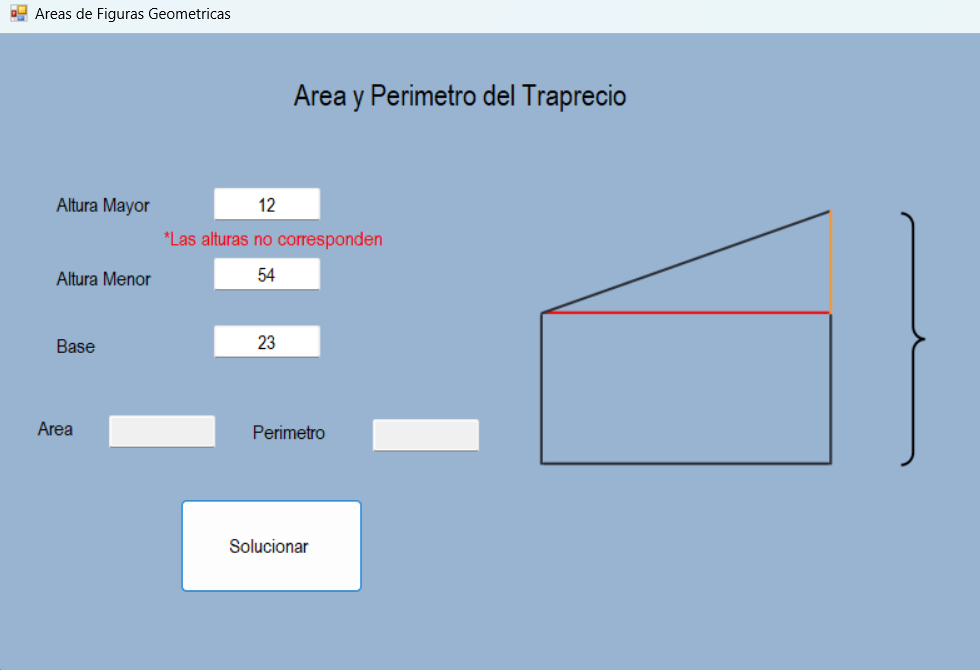 Areas de Figuras Geometricas
Area y Perimetro del Traprecio
Altura Mayor 12
*Las alturas no corresponden
Altura Menor 54
Base 23
Area Perimetro
Solucionar